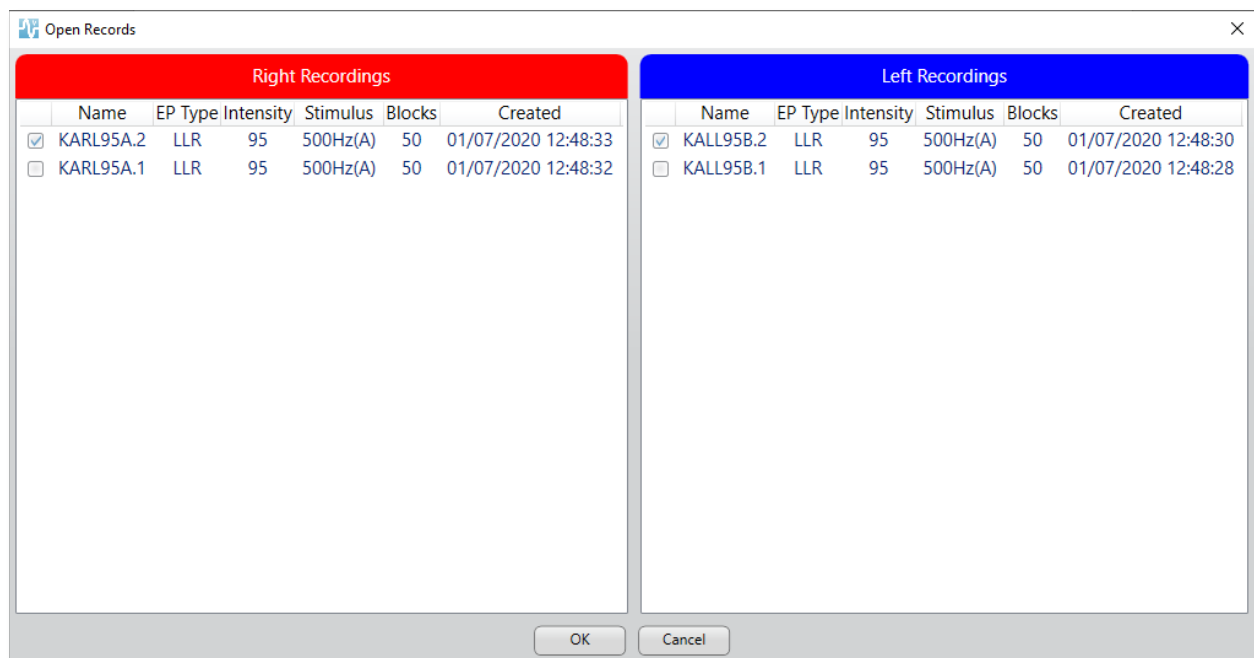 Open Records
Right Recordings
Name EP Type Intensity Stimulus Blocks Created
KARL95A.2 LLR 95 500Hz(A) 50 01/07/2020 12:48:33
KARL95A.1 LLR 95 500Hz(A) 50 01/07/2020 12:48:32
Left Recordings
Name EP Type Intensity Stimulus Blocks Created
KALL95B.2 LLR 95 500Hz(A) 50 01/07/2020 12:48:30
KALL95B.1 LLR 95 500Hz(A) 50 01/07/2020 12:48:28
OK Cancel